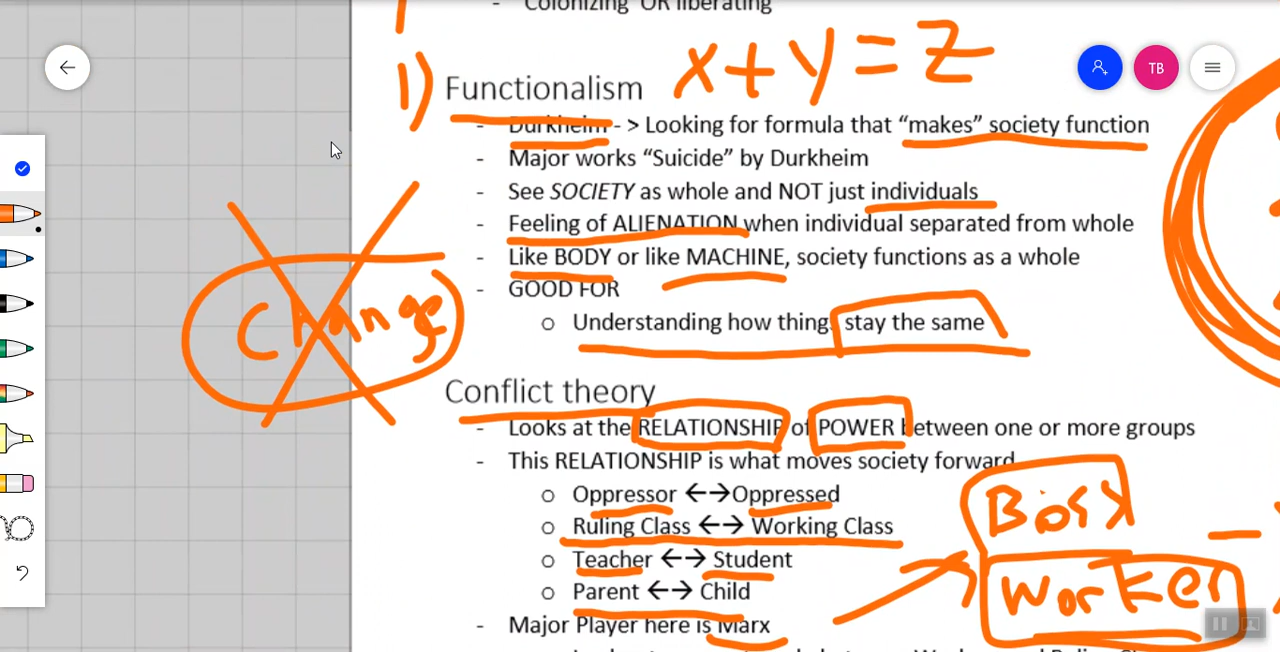 - Colonizing OR liberating
x+y=z
1)
Functionalism
TB
- Durkheim - > Looking for formula that “makes” society function
- Major works “Suicide” by Durkheim
- See SOCIETY as whole and NOT just individuals
- Feeling of ALIENATION when individual separated from whole
- Like BODY or like MACHINE, society functions as a whole
- GOOD FOR
Change
o Understanding how things stay the same
Conflict theory
- Looks at the RELATIONSHIP of POWER between one or more groups
- This RELATIONSHIP is what moves society forward
o Oppressor ←→Oppressed
Boss
o Ruling Class ←→ Working Class
o Teacher ←→ Student
o Parent ←→ Child
Worker
- Major Player here is Marx